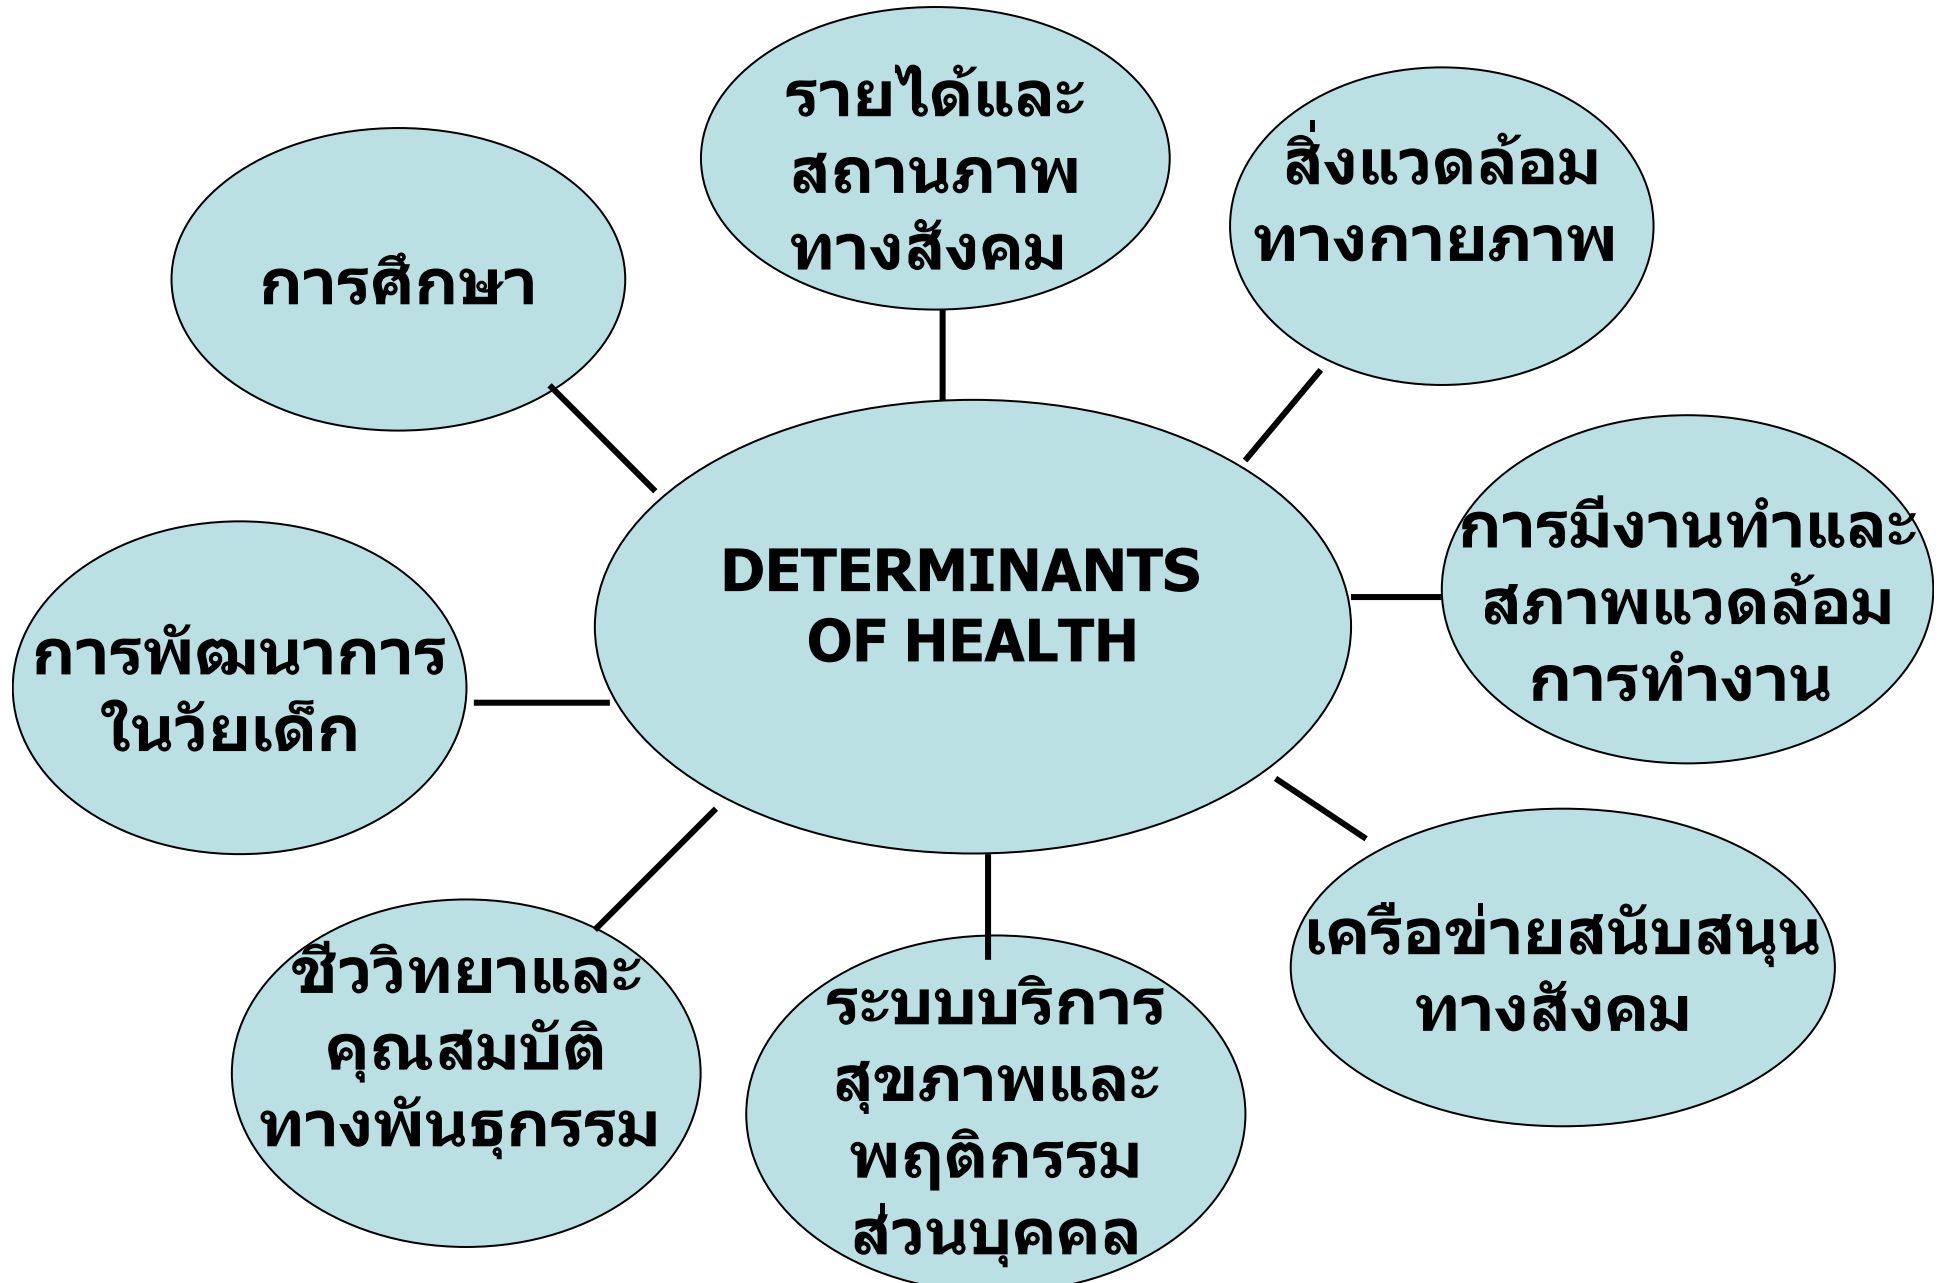 รายได้และ
สถานภาพ
ทางสังคม
สิ่งแวดล้อม
ทางกายภาพ
การศึกษา
DETERMINANTS
OF HEALTH
การมีงานทำและ
สภาพแวดล้อม
การทำงาน
การพัฒนาการ
ในวัยเด็ก
เครือข่ายสนับสนุน
ทางสังคม
ชีววิทยาและ
คุณสมบัติ
ทางพันธุกรรม
ระบบบริการ
สุขภาพและ
พฤติกรรม
ส่วนบุคคล